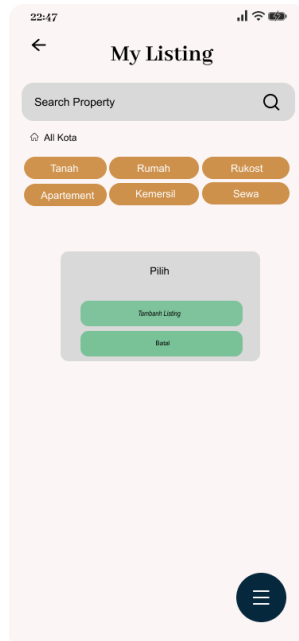 22:47
My Listing
Search Property
All Kota
Tanah Rumah Rukost
Apartement Kemersil Sewa
Pilih
Tambanh Listing
Batal